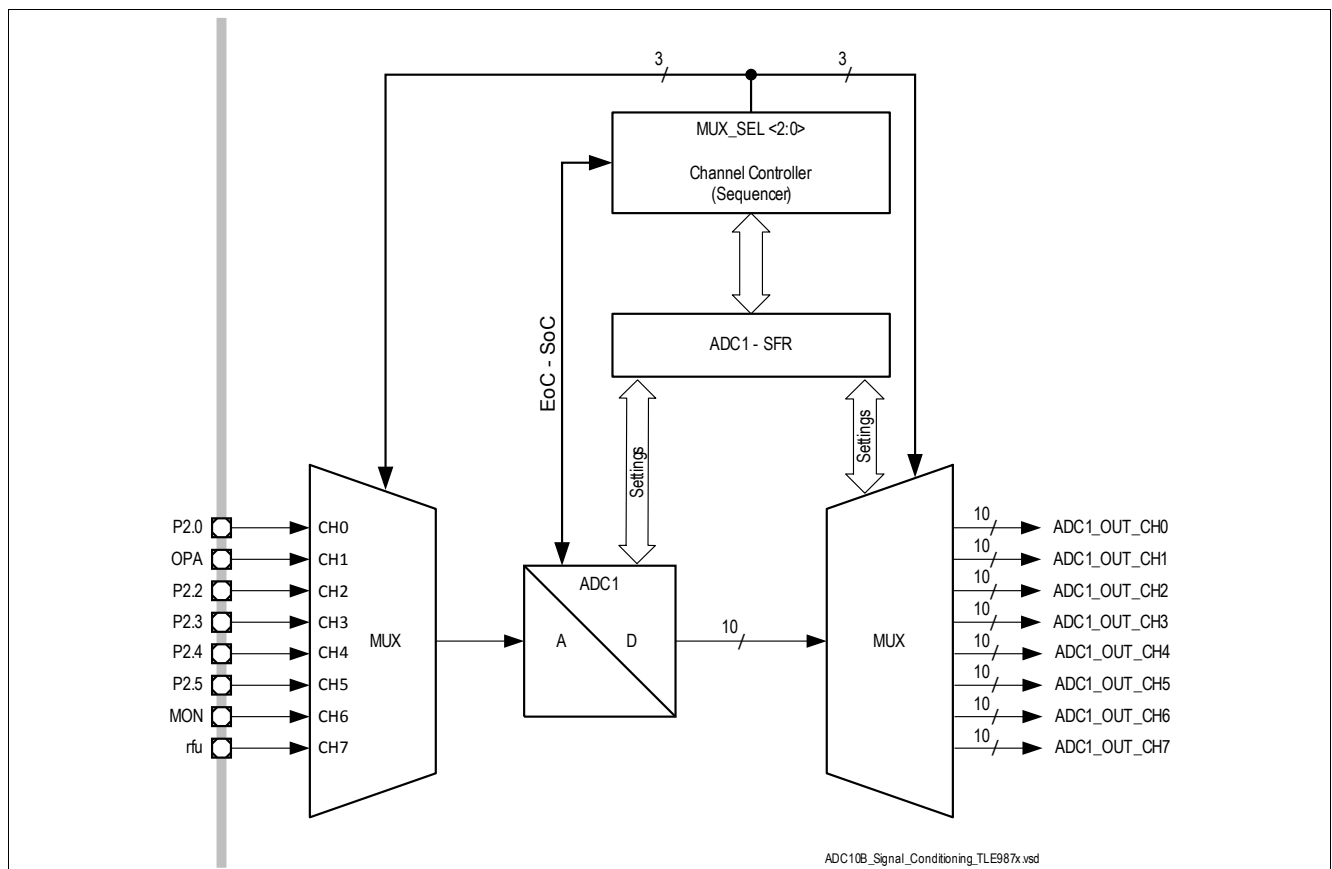 3
3
MUX_SEL <2:0>
Channel Controller
(Sequencer)
EoC - SoC
ADC1 - SFR
Settings
Settings
P2.0
CH0
10
ADC1_OUT_CH0
OPA
CH1
10
ADC1_OUT_CH1
P2.2
CH2
10
ADC1_OUT_CH2
P2.3
CH3
10
ADC1_OUT_CH3
P2.4
CH4
10
ADC1_OUT_CH4
P2.5
CH5
10
ADC1_OUT_CH5
MON
CH6
10
ADC1_OUT_CH6
rfu
CH7
10
ADC1_OUT_CH7
MUX
ADC1
A
D
10
MUX
ADC10B_Signal_Conditioning_TLE987x.vsd